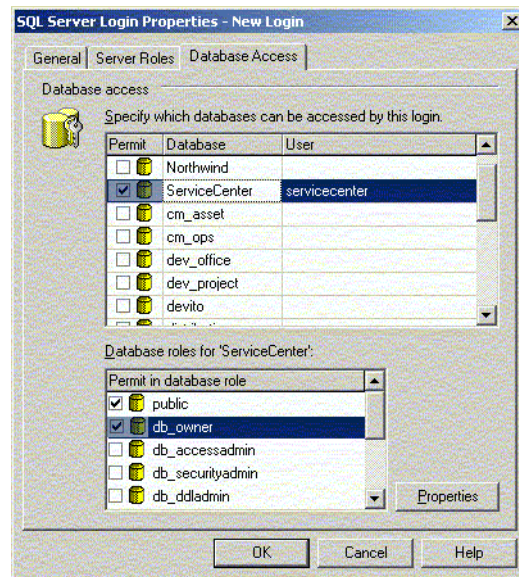 SQL Server Login Properties - New Login
General Server Roles Database Access
Database access
Specify which databases can be accessed by this login.
Permit Database User
Northwind
ServiceCenter servicecenter
cm_asset
cm_ops
dev_office
dev_project
devito
Database roles for 'ServiceCenter':
Permit in database role
public
db_owner
db_accessadmin
db_securityadmin
db_ddladmin
Properties
OK Cancel Help